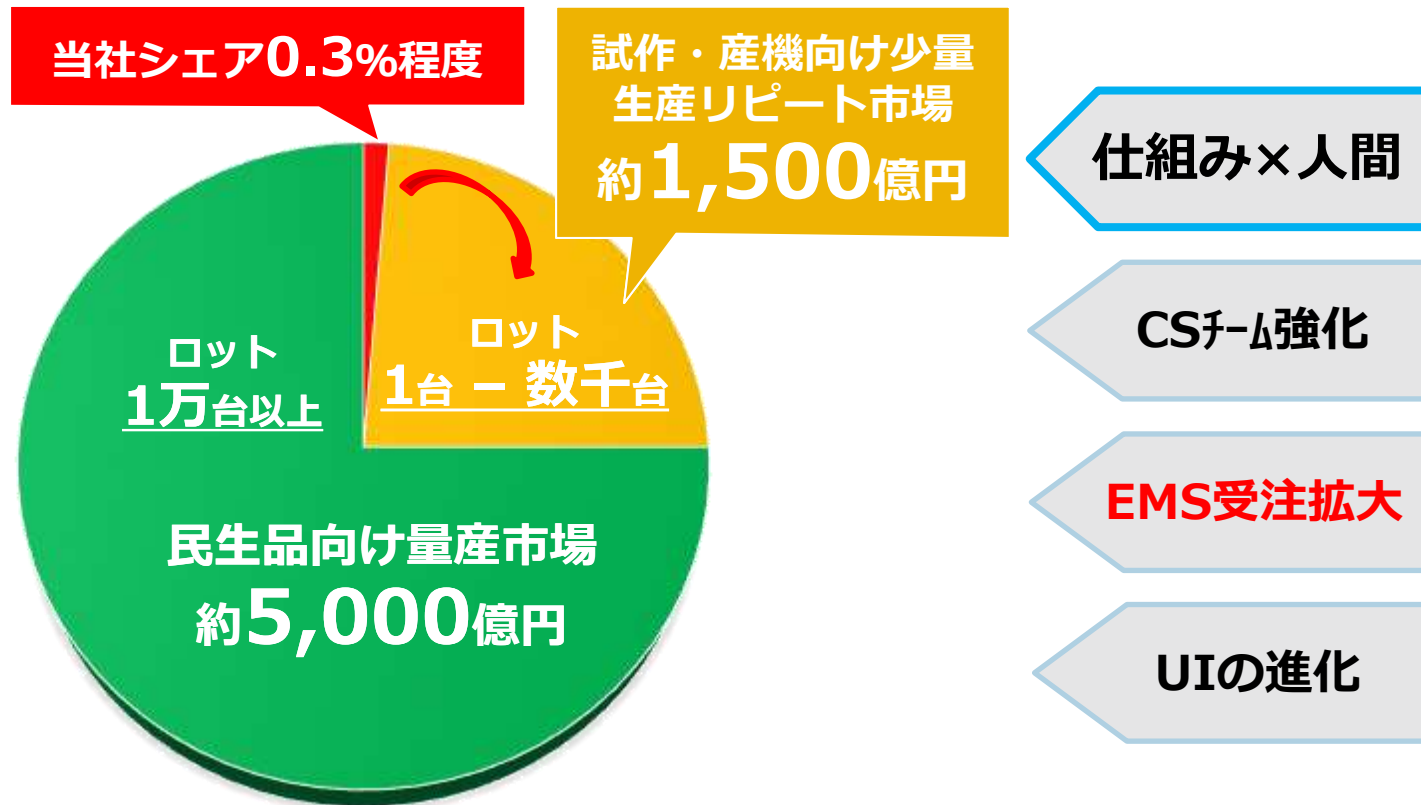 当社シェア0.3%程度
試作・産機向け少量
生産リピート市場
約1,500億円
ロット
1万台以上
ロット
1台 – 数千台
民生品向け量産市場
約5,000億円
仕組み×人間
CSﾁｰﾑ強化
EMS受注拡大
UIの進化